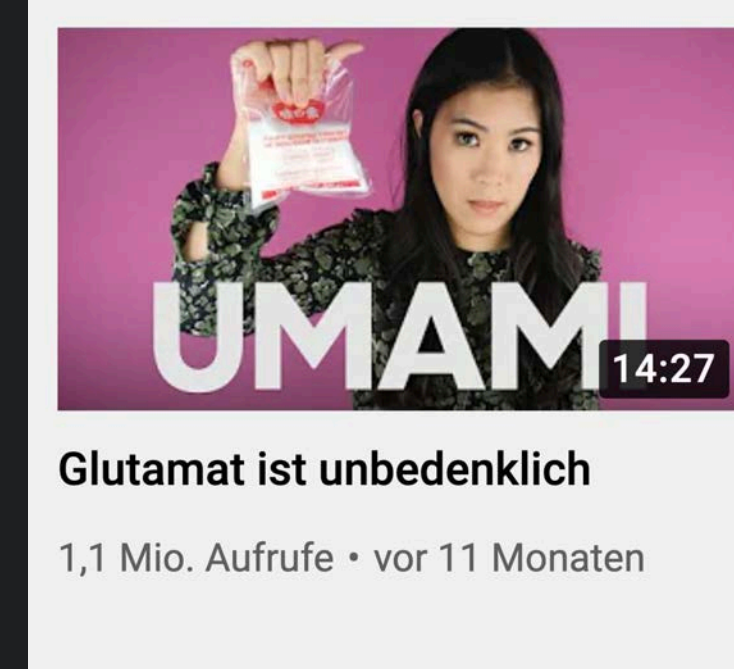 UMAMI
14:27
Glutamat ist unbedenklich
1,1 Mio. Aufrufe • vor 11 Monaten